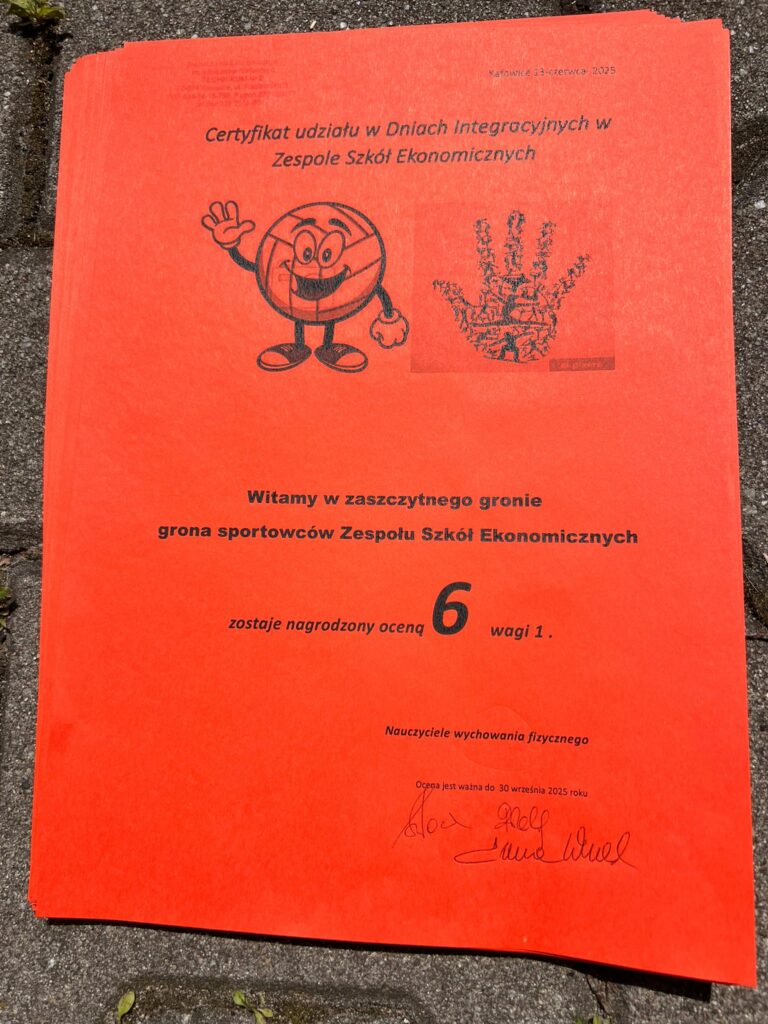 Katowice 13 czerwca 2025
Certyfikat udziału w Dniach Integracyjnych w
Zespole Szkół Ekonomicznych
Witamy w zaszczytnego gronie
grona sportowców Zespołu Szkół Ekonomicznych
zostaje nagrodzony oceną 6 wagi 1 .
Nauczyciele wychowania fizycznego
Ocena jest ważna do 30 września 2025 roku